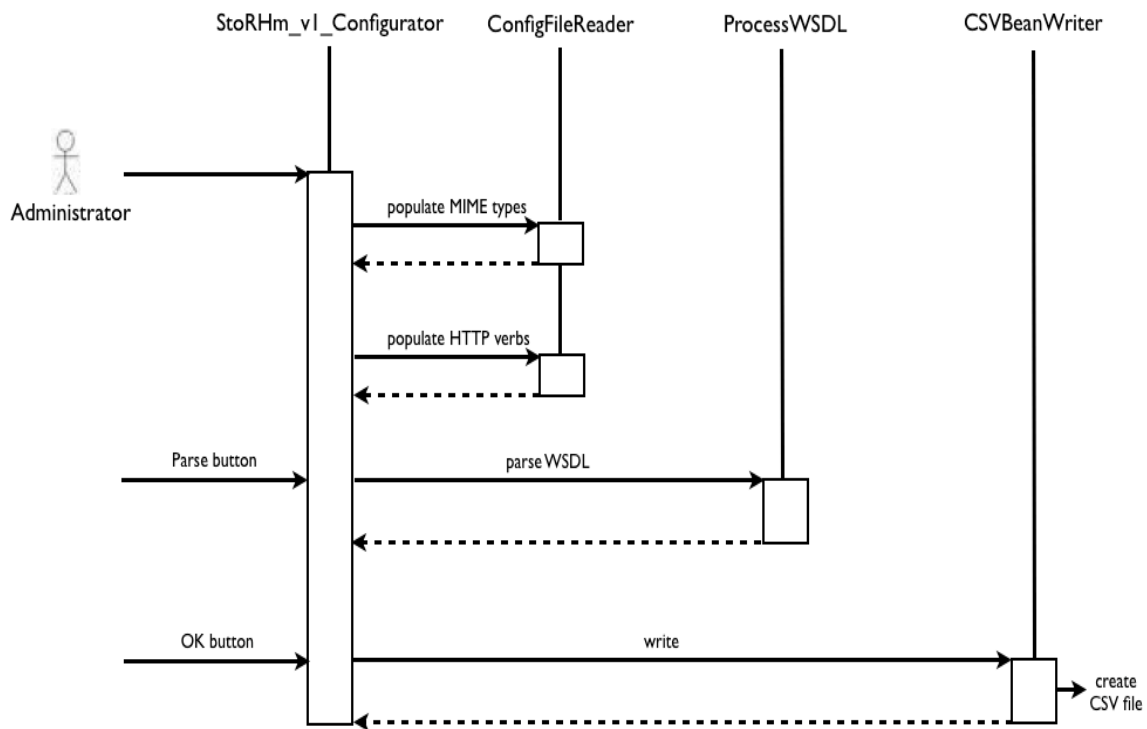 StoRHm_v1_Configurator
ConfigFileReader
ProcessWSDL
CSVBeanWriter
Administrator
populate MIME types
populate HTTP verbs
Parse button
parse WSDL
OK button
write
create
CSV file